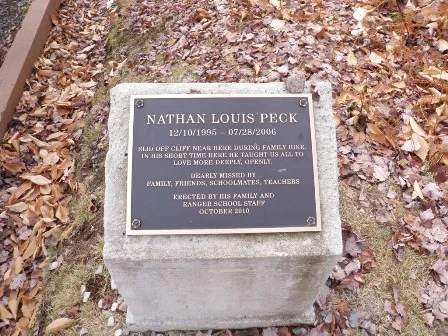 NATHAN LOUIS PECK
12/10/1995 – 07/28/2006
SLID OFF CLIFF NEAR HERE DURING FAMILY HIKE.
IN HIS SHORT TIME HERE HE TAUGHT US ALL TO
LOVE MORE DEEPLY, OPENLY.
DEARLY MISSED BY
FAMILY, FRIENDS, SCHOOLMATES, TEACHERS
ERECTED BY HIS FAMILY AND
RANGER SCHOOL STAFF
OCTOBER 2010